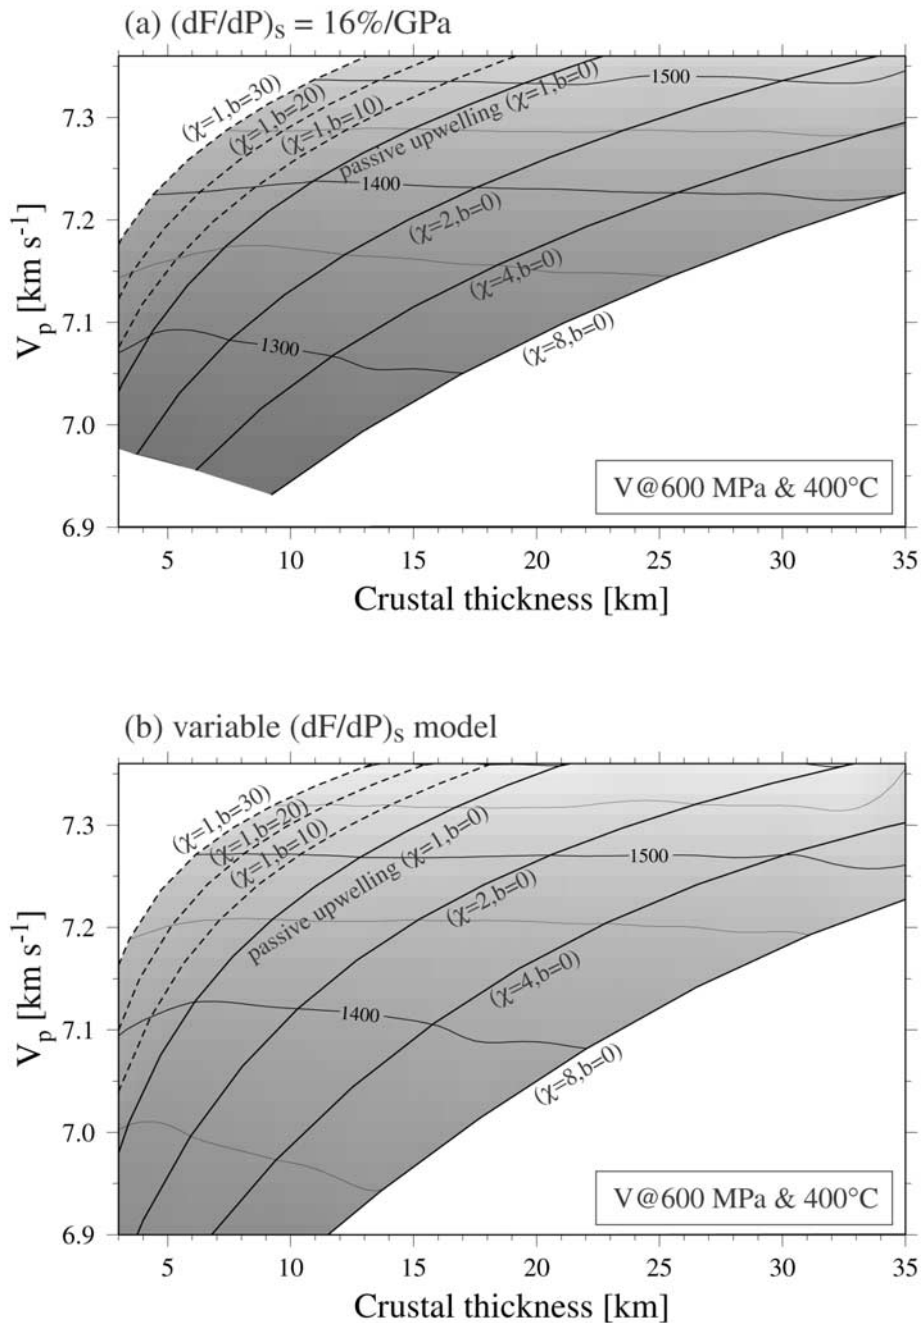 (a) (dF/dP)s = 16%/GPa
(χ=1,b=30)
(χ=1,b=20)
(χ=1,b=10)
passive upwelling (χ=1,b=0)
(χ=2,b=0)
(χ=4,b=0)
(χ=8,b=0)
1500
1400
1300
7.3
7.2
7.1
7.0
6.9
Vp [km s-1]
V@600 MPa & 400°C
5 10 15 20 25 30 35
Crustal thickness [km]
(b) variable (dF/dP)s model
(χ=1,b=30)
(χ=1,b=20)
(χ=1,b=10)
passive upwelling (χ=1,b=0)
(χ=2,b=0)
(χ=4,b=0)
(χ=8,b=0)
1500
1400
7.3
7.2
7.1
7.0
6.9
Vp [km s-1]
V@600 MPa & 400°C
5 10 15 20 25 30 35
Crustal thickness [km]